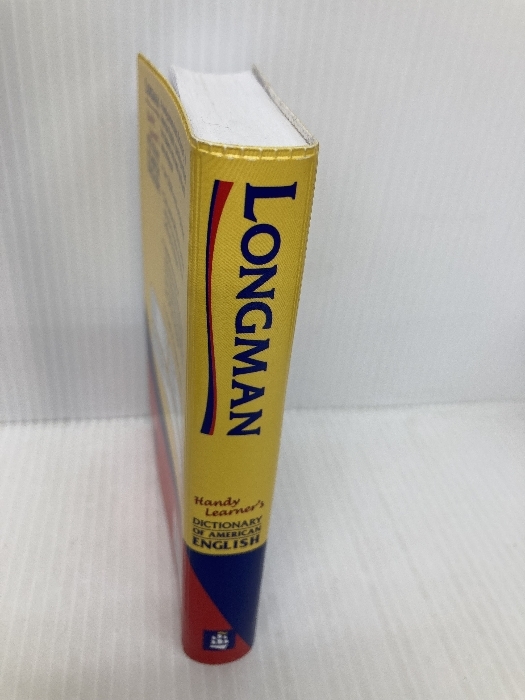 LONGMAN
Handy
Learner's
DICTIONARY
OF AMERICAN
ENGLISH